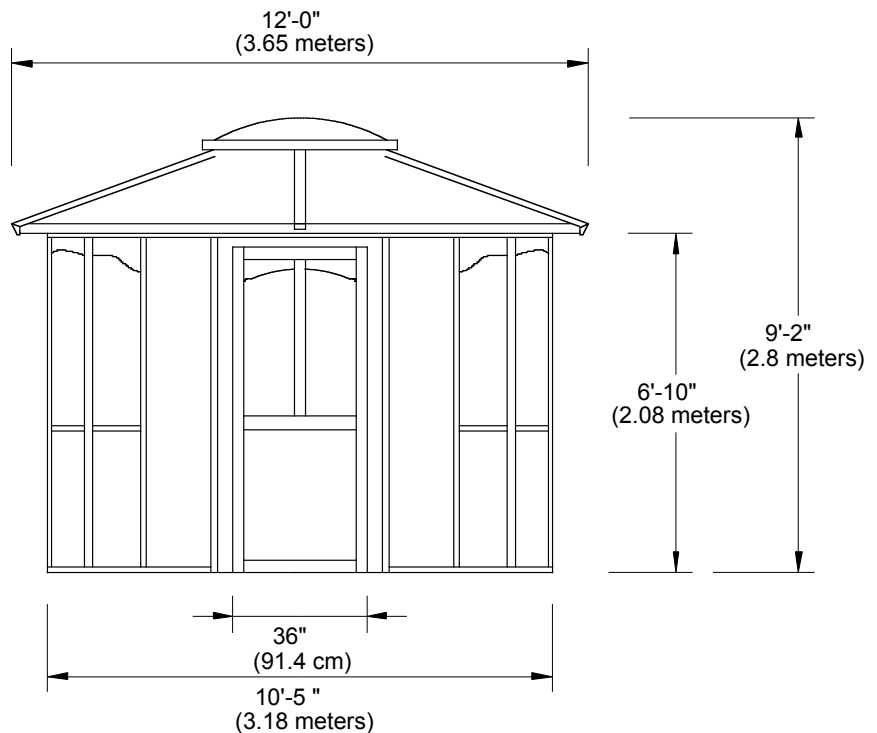 12'-0"
(3.65 meters)
9'-2"
(2.8 meters)
6'-10"
(2.08 meters)
36"
(91.4 cm)
10'-5 "
(3.18 meters)